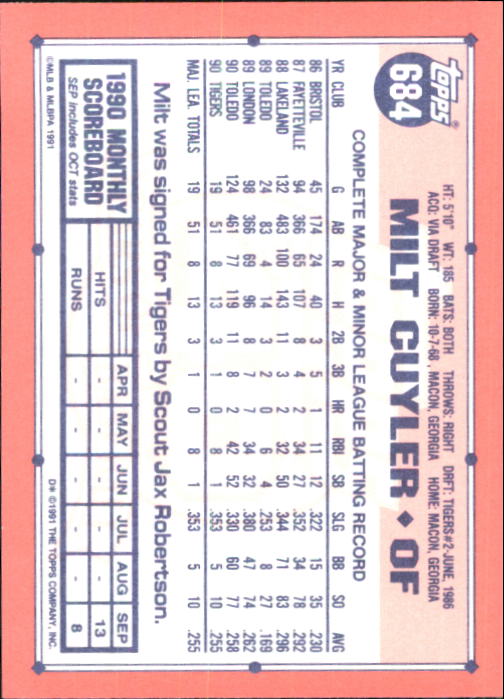 topps®
684
MILT CUYLER ◆ OF
HT: 5'10" WT: 185 BATS: BOTH THROWS: RIGHT DRFT: TIGERS#2-JUNE, 1986
ACQ: VIA DRAFT BORN: 10-7-68, MACON, GEORGIA HOME: MACON, GEORGIA
COMPLETE MAJOR & MINOR LEAGUE BATTING RECORD
YR CLUB G AB R H 2B 3B HR RBI SB SLG BB SO AVG
86 BRISTOL 45 174 24 40 3 5 1 11 12 .322 15 35 .230
87 FAYETTEVILLE 94 366 65 107 8 4 2 34 27 .352 34 78 .292
88 LAKELAND 132 483 100 143 11 3 2 32 50 .344 71 83 .296
89 TOLEDO 24 83 4 14 3 2 0 6 4 .253 8 27 .169
89 LONDON 98 366 69 96 8 7 7 34 32 .380 47 74 .262
90 TOLEDO 124 461 77 119 11 8 2 42 52 .330 60 77 .258
90 TIGERS 19 51 8 13 3 1 0 8 1 .353 5 10 .255
MAJ. LEA. TOTALS 19 51 8 13 3 1 0 8 1 .353 5 10 .255
Milt was signed for Tigers by Scout Jax Robertson.
1990 MONTHLY SCOREBOARD
SEP includes OCT stats
APR MAY JUN JUL AUG SEP
HITS - - - - - 13
RUNS - - - - - 8
©MLB & MLBPA 1991
D* ©1991 THE TOPPS COMPANY, INC.